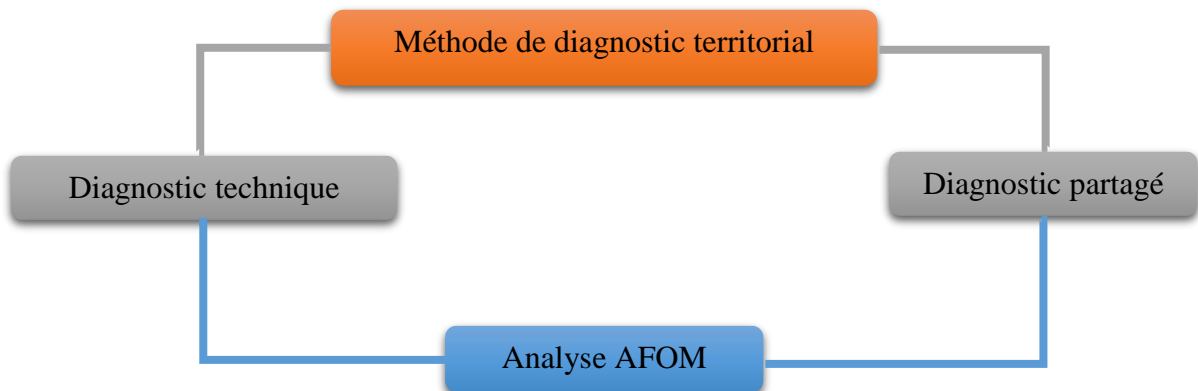 Méthode de diagnostic territorial
Diagnostic technique
Diagnostic partagé
Analyse AFOM